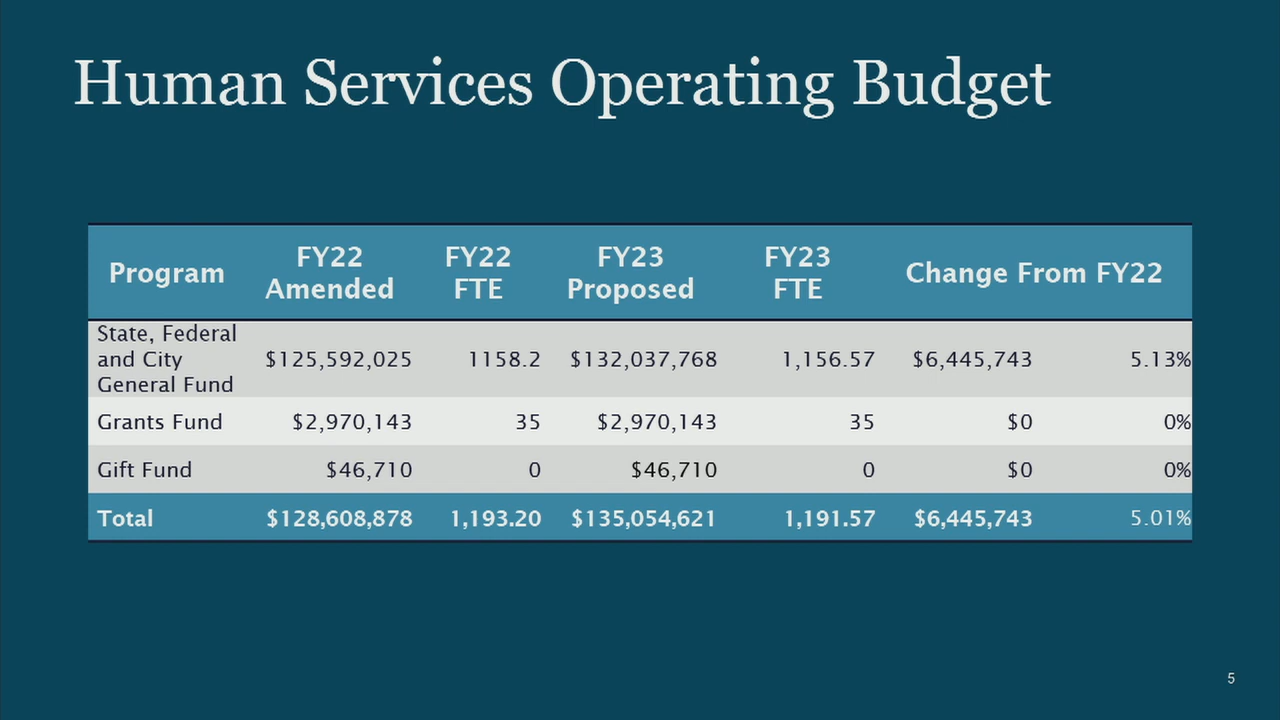 Human Services Operating Budget
Program FY22 Amended FY22 FTE FY23 Proposed FY23 FTE Change From FY22
State, Federal and City General Fund $125,592,025 1158.2 $132,037,768 1,156.57 $6,445,743 5.13%
Grants Fund $2,970,143 35 $2,970,143 35 $0 0%
Gift Fund $46,710 0 $46,710 0 $0 0%
Total $128,608,878 1,193.20 $135,054,621 1,191.57 $6,445,743 5.01%
5